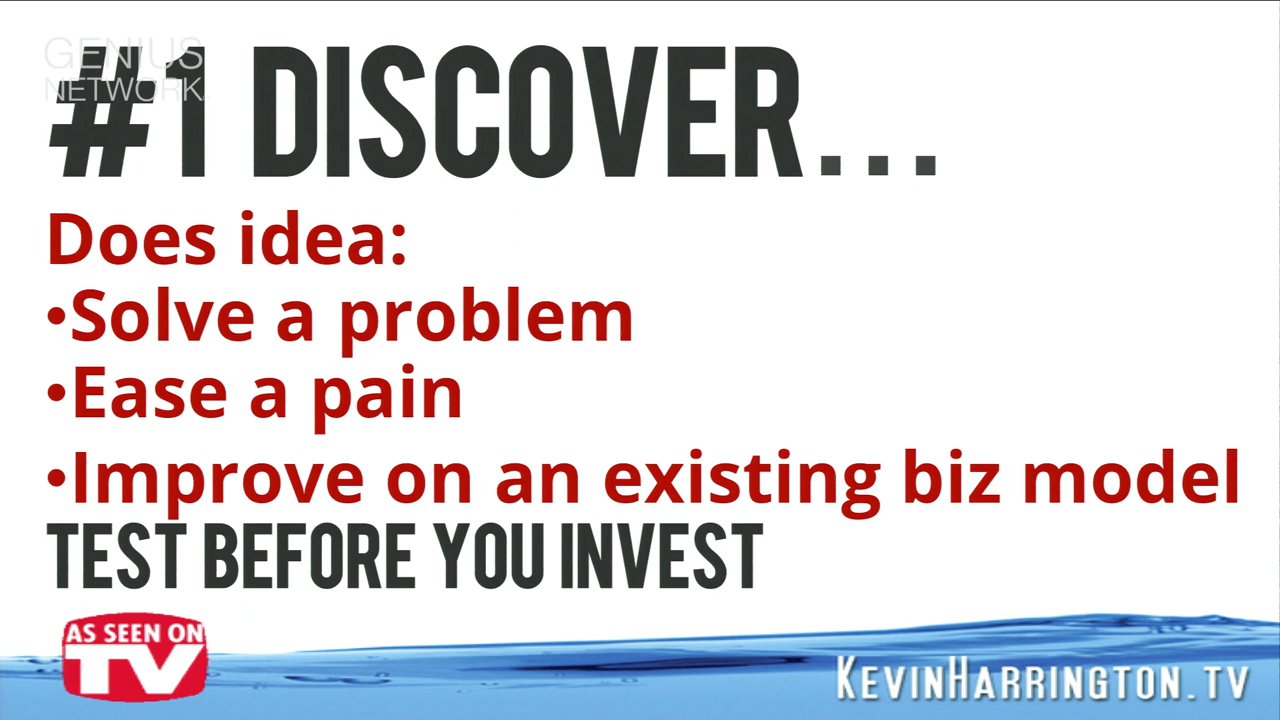 GENIUS
NETWORK
#1 DISCOVER...
Does idea:
•Solve a problem
•Ease a pain
•Improve on an existing biz model
TEST BEFORE YOU INVEST
AS SEEN ON
TV
KEVINHARRINGTON.TV